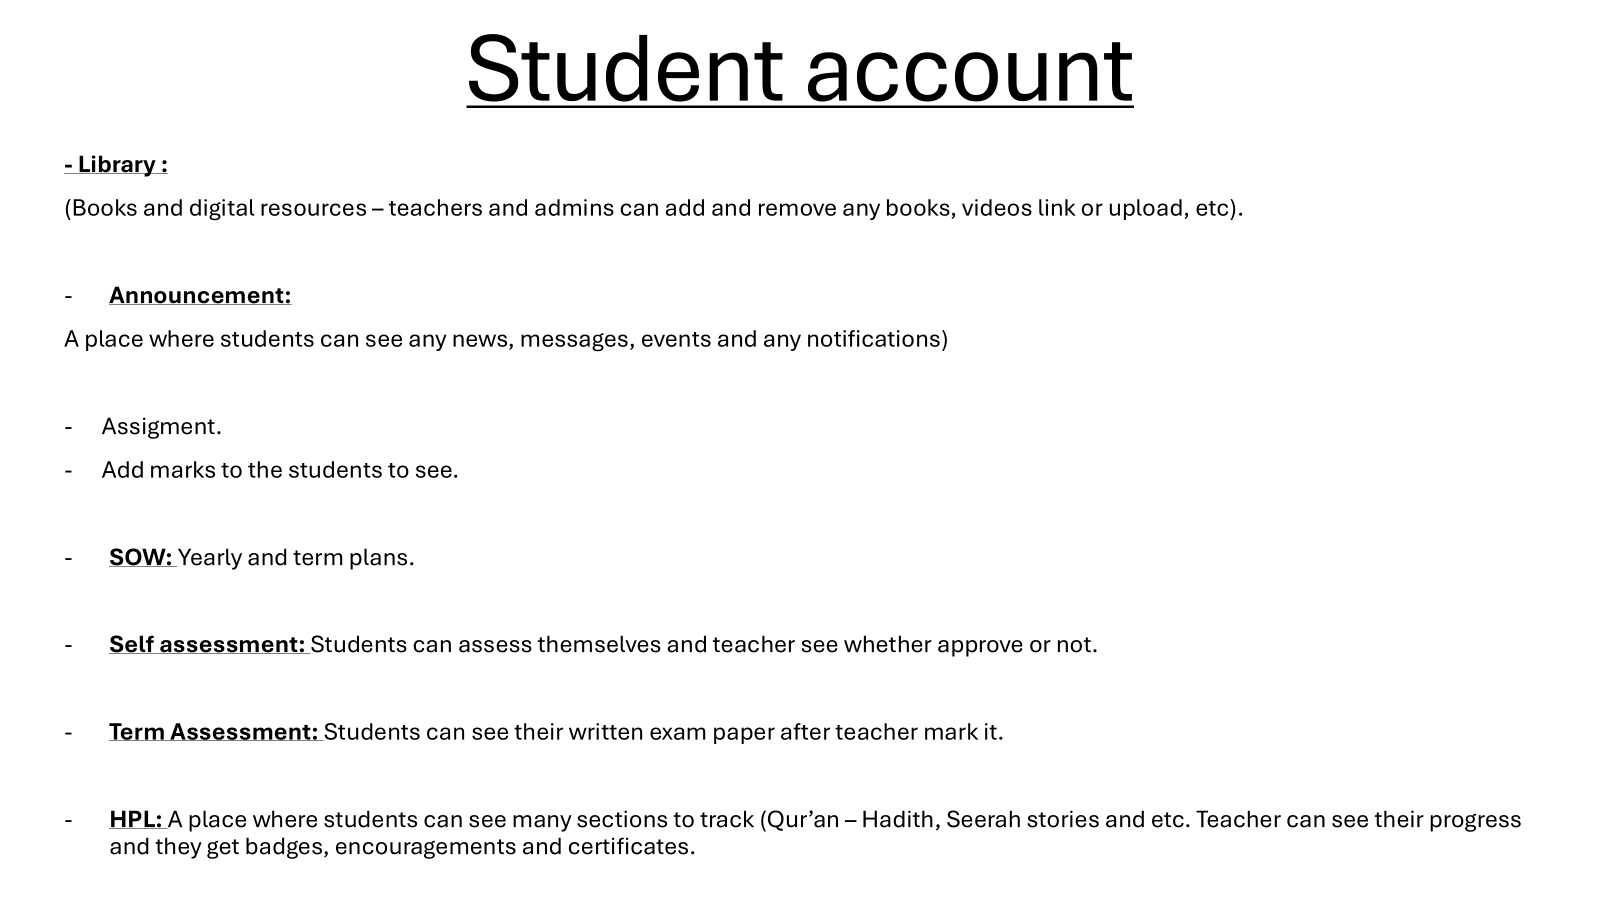 Student account
- Library :
(Books and digital resources – teachers and admins can add and remove any books, videos link or upload, etc).
- Announcement:
A place where students can see any news, messages, events and any notifications)
- Assigment.
- Add marks to the students to see.
- SOW: Yearly and term plans.
- Self assessment: Students can assess themselves and teacher see whether approve or not.
- Term Assessment: Students can see their written exam paper after teacher mark it.
- HPL: A place where students can see many sections to track (Qur’an – Hadith, Seerah stories and etc. Teacher can see their progress
and they get badges, encouragements and certificates.